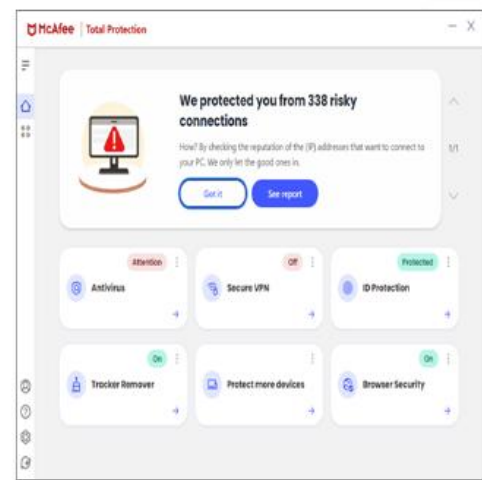 McAfee | Total Protection
We protected you from 338 risky
connections
How? By checking the reputation of the (IP) addresses that want to connect to
your PC. We only let the good ones in.
1/1
Got it
See report
Attention
Antivirus
Off
Secure VPN
Protected
ID Protection
On
Tracker Remover
Protect more devices
On
Browser Security